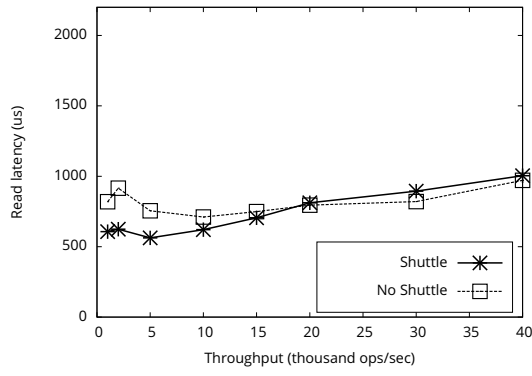 2000
1500
1000
500
0
Read latency (us)
Shuttle
No Shuttle
0 5 10 15 20 25 30 35 40
Throughput (thousand ops/sec)